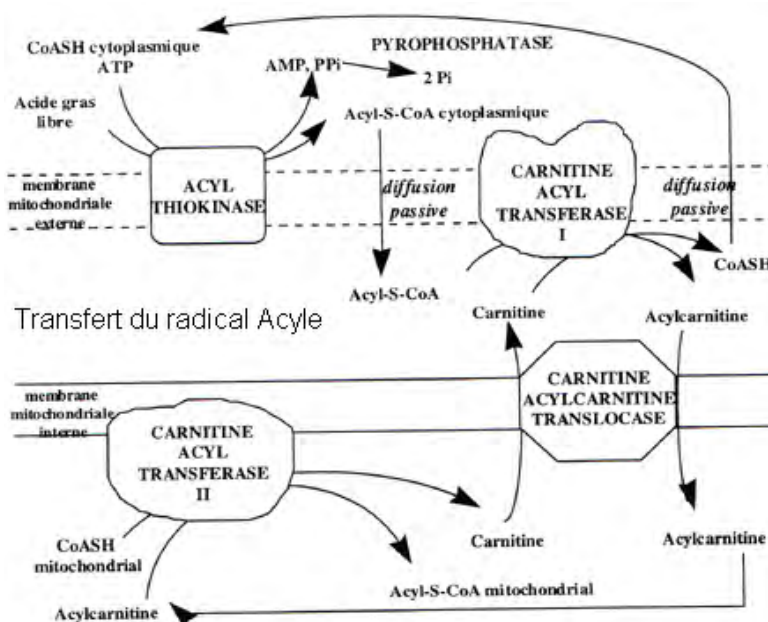 CoASH cytoplasmique
ATP
AMP, PPi
PYROPHOSPHATASE
2 Pi
Acide gras
libre
Acyl-S-CoA cytoplasmique
membrane
mitochondriale
externe
ACYL
THIOKINASE
diffusion
passive
CARNITINE
ACYL
TRANSFERASE
I
diffusion
passive
CoASH
Acyl-S-CoA
Carnitine
Acylcarnitine
Transfert du radical Acyle
membrane
mitochondriale
interne
CARNITINE
ACYLCARNITINE
TRANSLOCASE
CARNITINE
ACYL
TRANSFERASE
II
CoASH
mitochondrial
Carnitine
Acylcarnitine
Acyl-S-CoA mitochondrial
Acylcarnitine